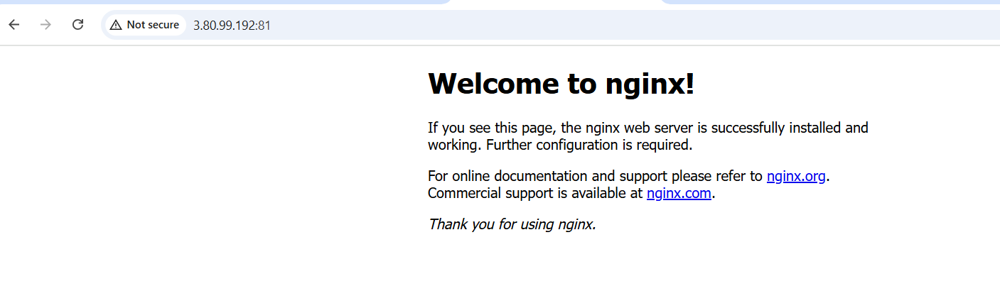 Not secure 3.80.99.192:81
Welcome to nginx!
If you see this page, the nginx web server is successfully installed and
working. Further configuration is required.
For online documentation and support please refer to nginx.org.
Commercial support is available at nginx.com.
Thank you for using nginx.